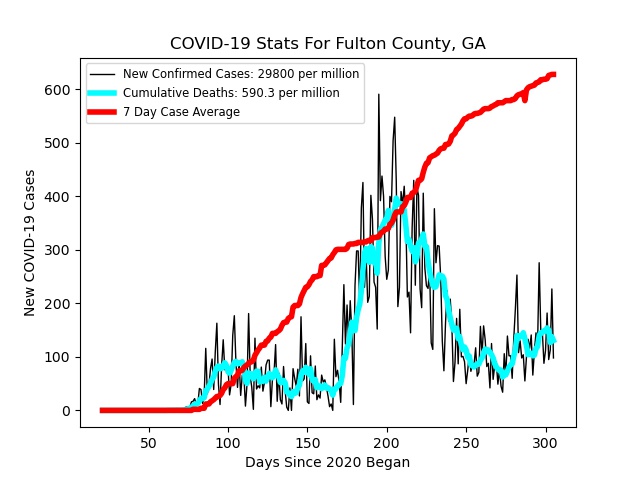 COVID-19 Stats For Fulton County, GA
New Confirmed Cases: 29800 per million
Cumulative Deaths: 590.3 per million
7 Day Case Average
600
500
400
300
200
100
0
New COVID-19 Cases
50 100 150 200 250 300
Days Since 2020 Began